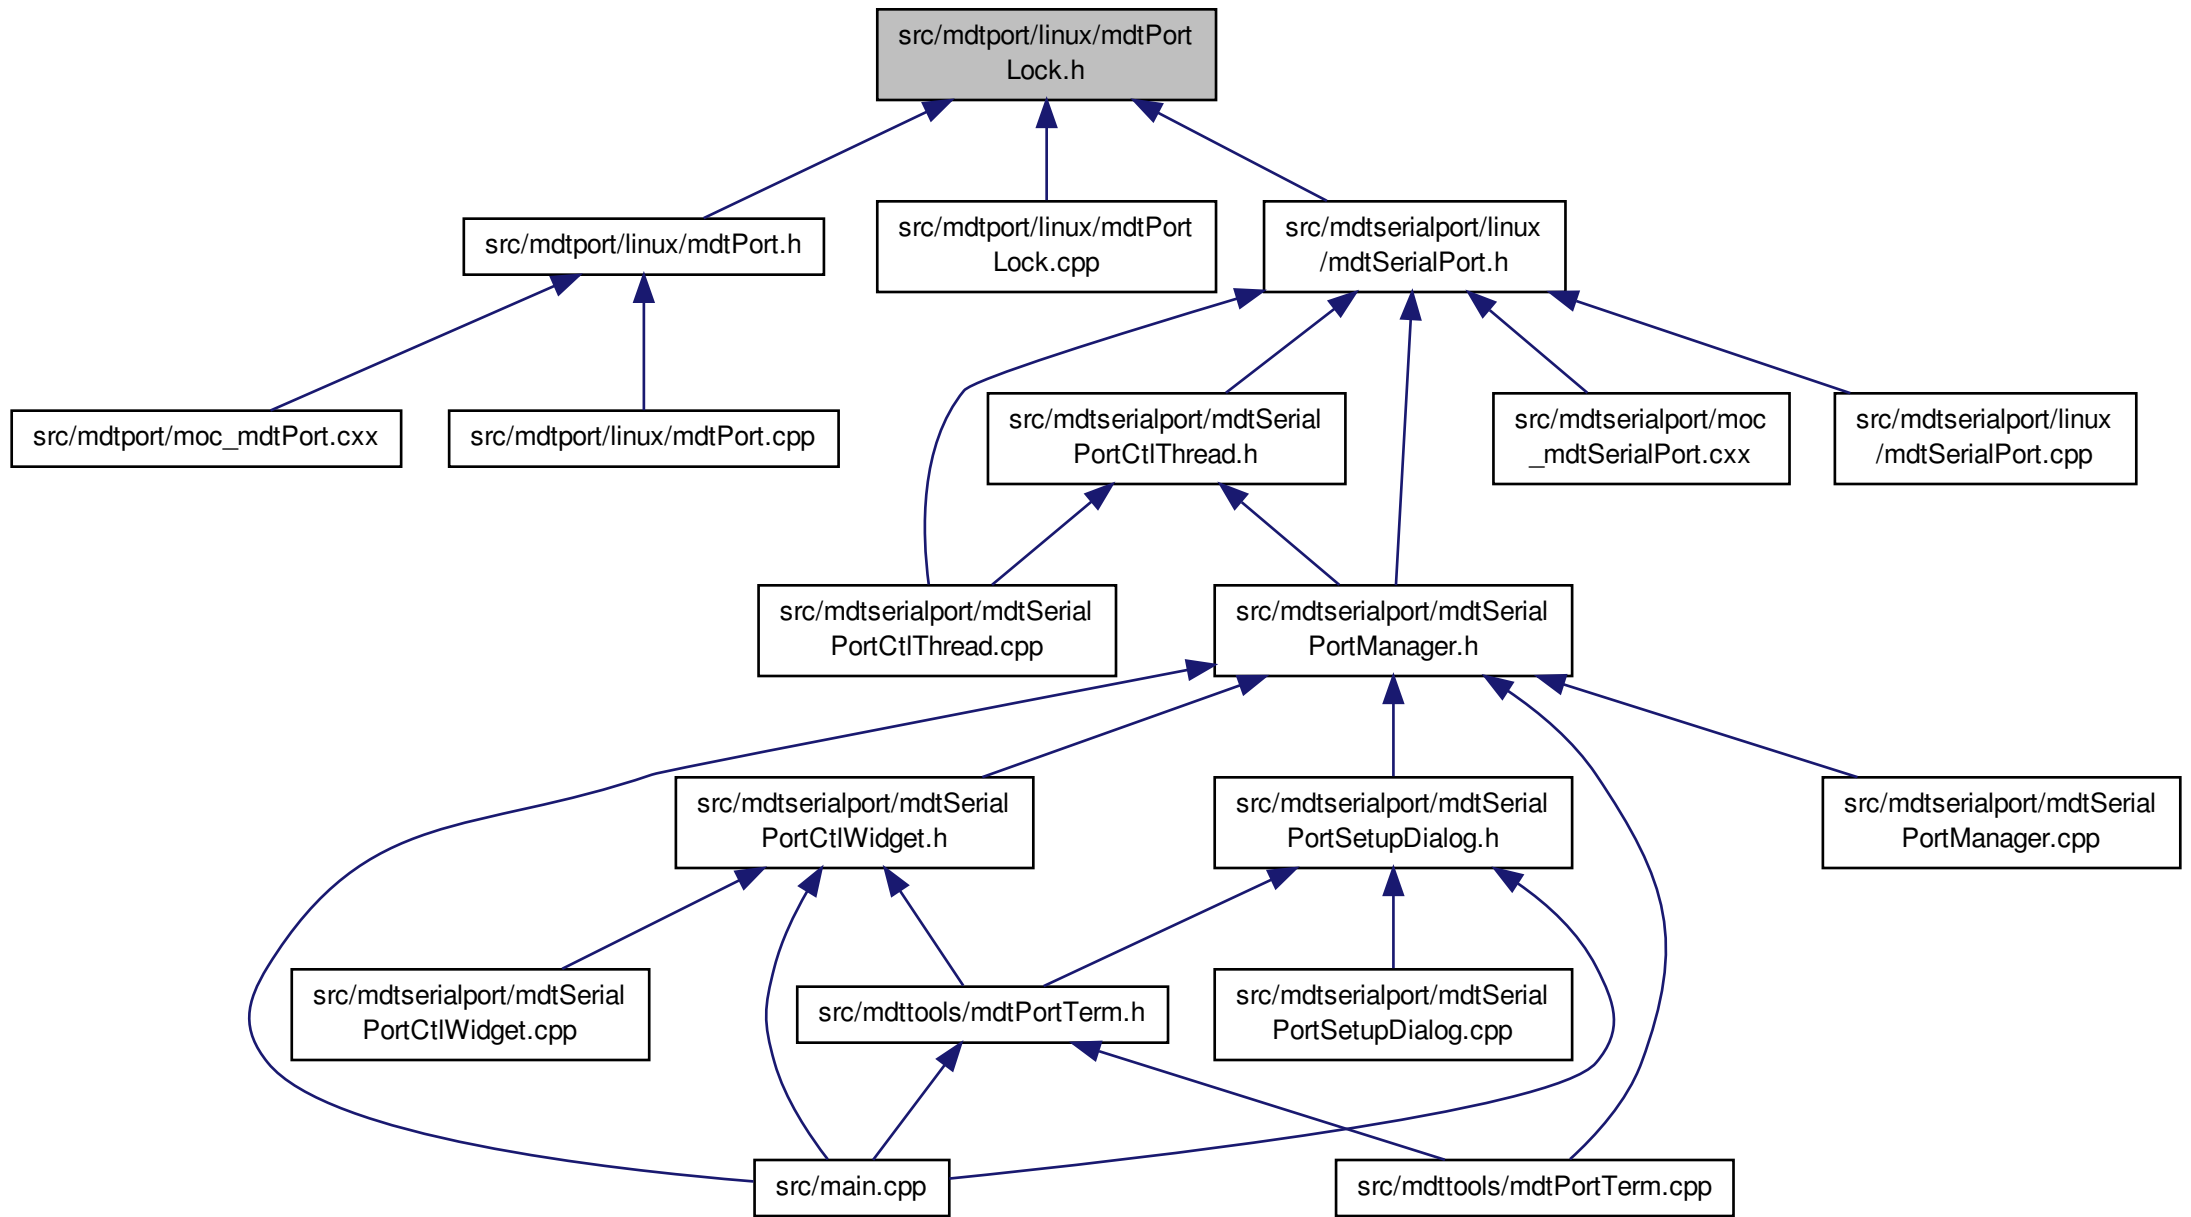 src/mdtport/linux/mdtPort
Lock.h
src/mdtport/linux/mdtPort.h
src/mdtport/linux/mdtPort
Lock.cpp
src/mdtserialport/linux
/mdtSerialPort.h
src/mdtport/moc_mdtPort.cxx
src/mdtport/linux/mdtPort.cpp
src/mdtserialport/mdtSerial
PortCtlThread.h
src/mdtserialport/moc
_mdtSerialPort.cxx
src/mdtserialport/linux
/mdtSerialPort.cpp
src/mdtserialport/mdtSerial
PortCtlThread.cpp
src/mdtserialport/mdtSerial
PortManager.h
src/mdtserialport/mdtSerial
PortCtlWidget.h
src/mdtserialport/mdtSerial
PortSetupDialog.h
src/mdtserialport/mdtSerial
PortManager.cpp
src/mdtserialport/mdtSerial
PortCtlWidget.cpp
src/mdttools/mdtPortTerm.h
src/mdtserialport/mdtSerial
PortSetupDialog.cpp
src/main.cpp
src/mdttools/mdtPortTerm.cpp